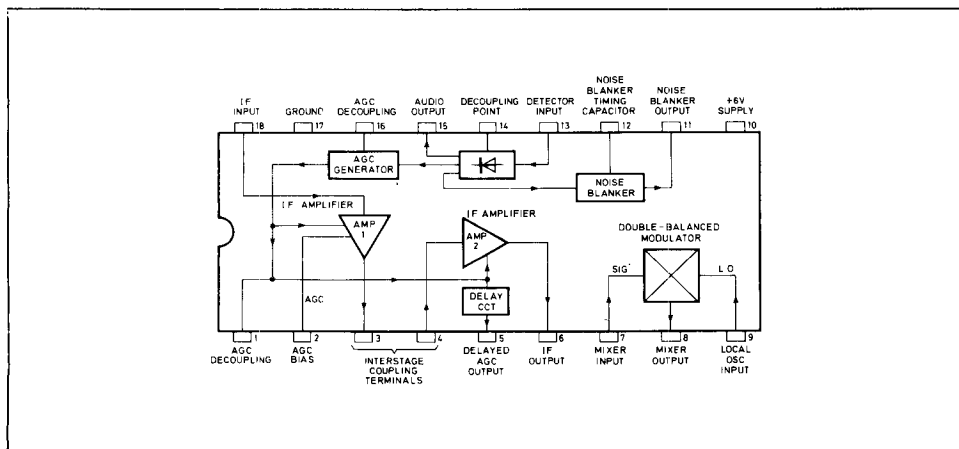 IF INPUT
GROUND
AGC DECOUPLING
AUDIO OUTPUT
DECOUPLING POINT
DETECTOR INPUT
NOISE BLANKER TIMING CAPACITOR
NOISE BLANKER OUTPUT
+6V SUPPLY
18
17
16
15
14
13
12
11
10
AGC GENERATOR
NOISE BLANKER
IF AMPLIFIER
AMP 1
IF AMPLIFIER
AMP 2
DOUBLE-BALANCED MODULATOR
SIG
LO
AGC
DELAY CCT
1
2
3
4
5
6
7
8
9
AGC DECOUPLING
AGC BIAS
INTERSTAGE COUPLING TERMINALS
DELAYED AGC OUTPUT
IF OUTPUT
MIXER INPUT
MIXER OUTPUT
LOCAL OSC INPUT